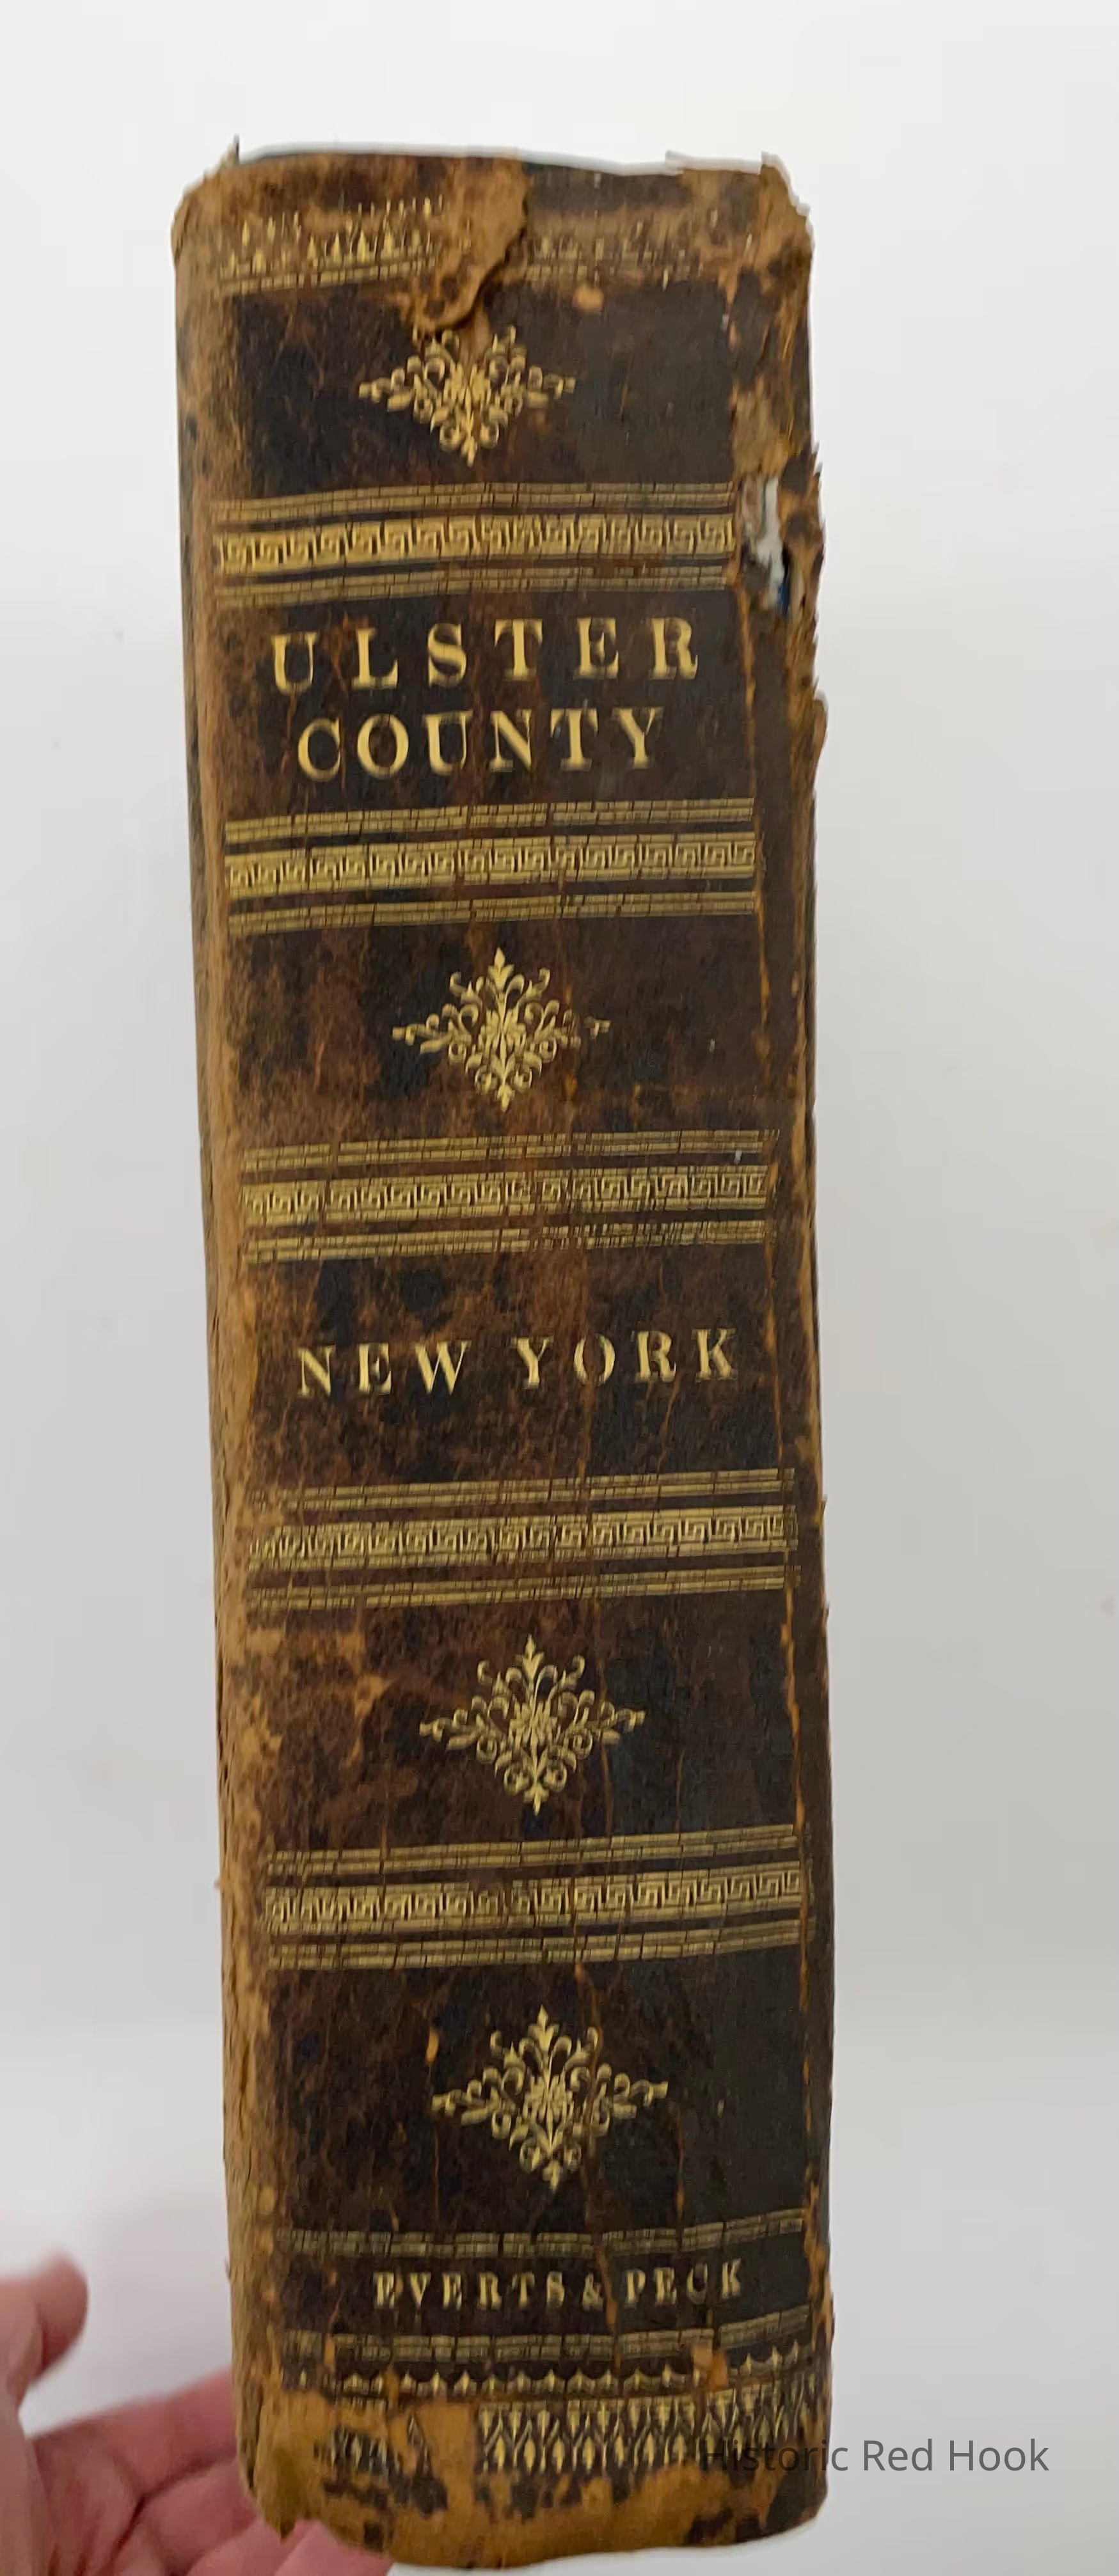 ULSTER
COUNTY
NEW YORK
EVERTS & PECK
Historic Red Hook